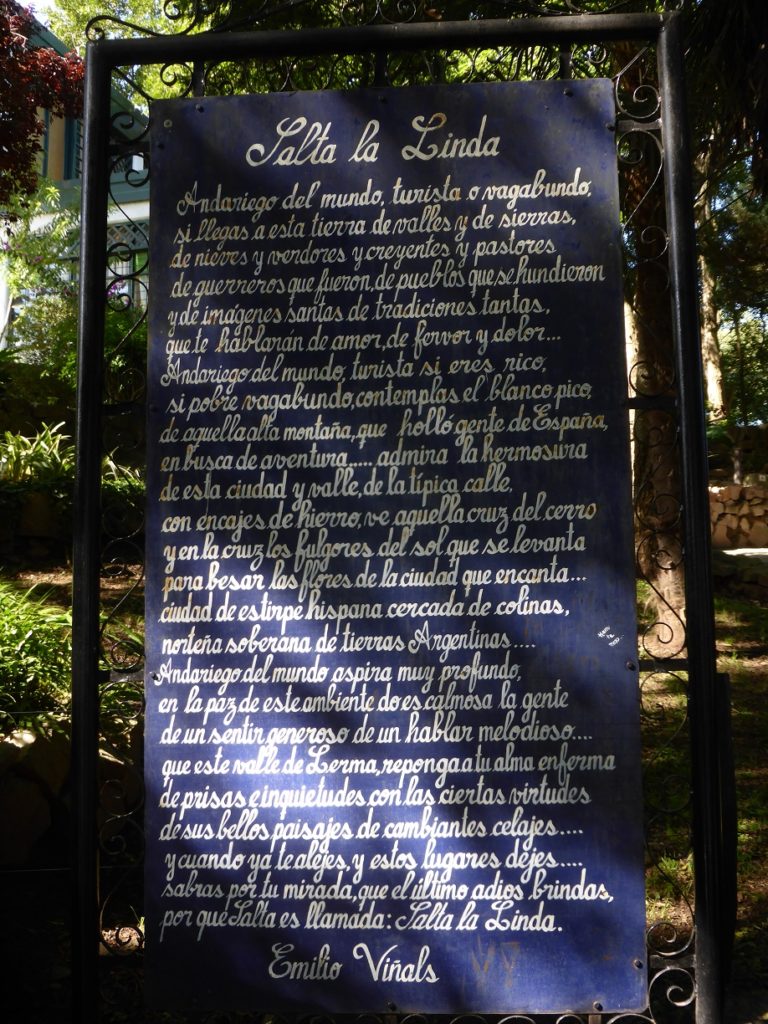 Salta la Linda
Andariego del mundo, turista o vagabundo,
si llegas a esta tierra de valles y de sierras,
de nieves y verdores y creyentes y pastores
de guerreros que fueron, de pueblos que se hundieron
y de imágenes santas de tradiciones tantas,
que te hablarán de amor, de fervor y dolor...
Andariego del mundo, turista si eres rico,
si pobre vagabundo, contemplas el blanco pico,
de aquella alta montaña, que holló gente de España,
en busca de aventura..... admira la hermosura
de esta ciudad y valle, de la típica calle,
con encajes de hierro, ve aquella cruz del cerro
y en la cruz los fulgores del sol que se levanta
para besar las flores de la ciudad que encanta...
ciudad de estirpe hispana cercada de colinas,
norteña soberana de tierras Argentinas....
Andariego del mundo aspira muy profundo,
en la paz de este ambiente do es calmosa la gente
de un sentir generoso de un hablar melodioso....
que este valle de Lerma, reponga a tu alma enferma
de prisas e inquietudes con las ciertas virtudes
de sus bellos paisajes de cambiantes celajes....
y cuando ya te alejes, y estos lugares dejes....
sabras por tu mirada, que el último adios brindas,
por que Salta es llamada: Salta la Linda.
Emilio Viñals